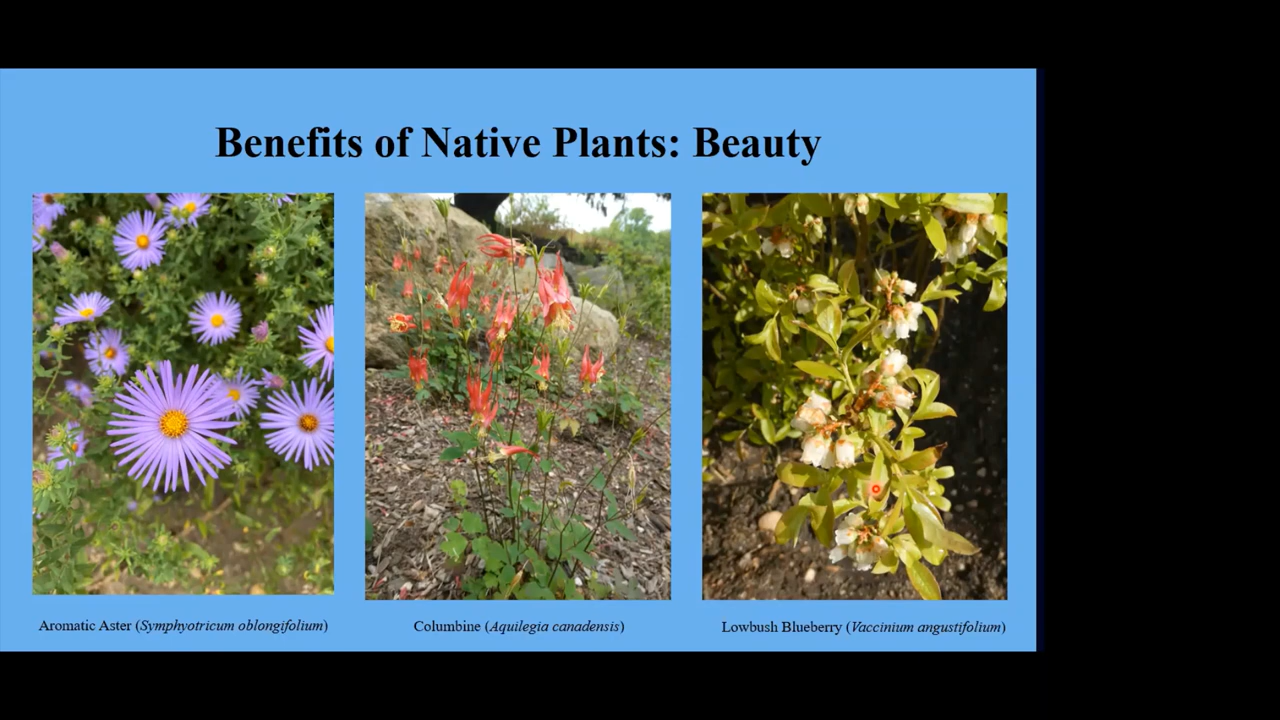 Benefits of Native Plants: Beauty
Aromatic Aster (Symphyotricum oblongifolium)
Columbine (Aquilegia canadensis)
Lowbush Blueberry (Vaccinium angustifolium)